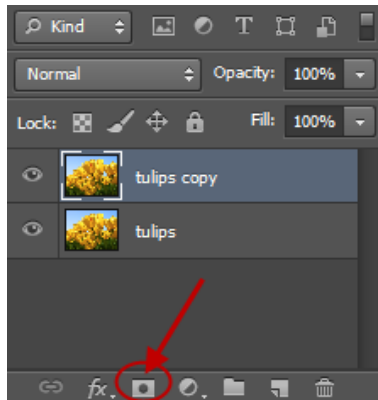 Kind
Normal Opacity: 100%
Lock: Fill: 100%
tulips copy
tulips
fx.